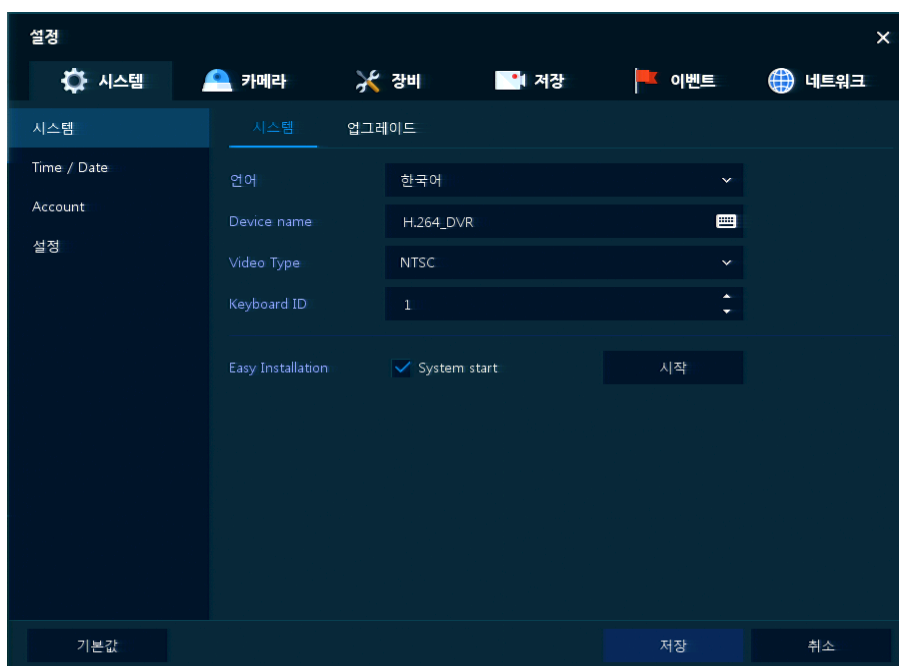 설정
시스템 카메라 장비 저장 이벤트 네트워크
시스템
Time / Date
Account
설정
시스템 업그레이드
언어 한국어
Device name H.264_DVR
Video Type NTSC
Keyboard ID 1
Easy Installation System start 시작
기본값 저장 취소